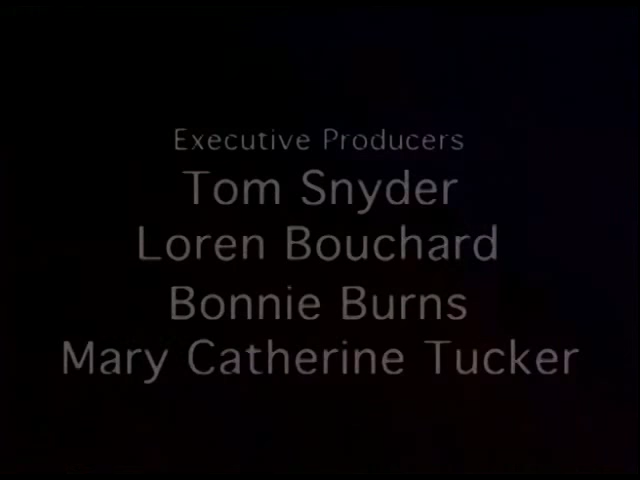 Executive Producers
Tom Snyder
Loren Bouchard
Bonnie Burns
Mary Catherine Tucker